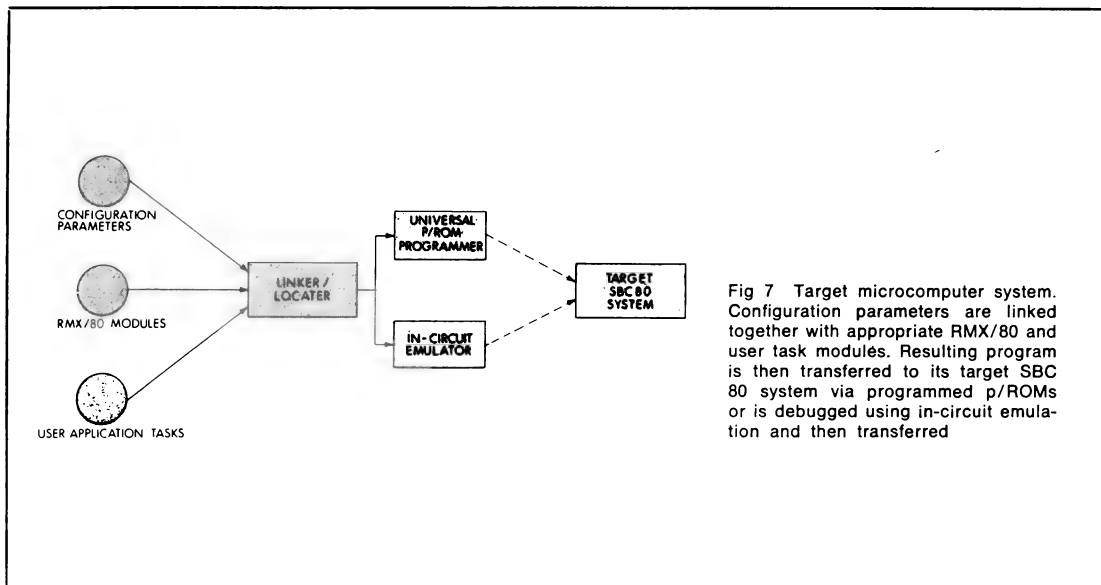 CONFIGURATION
PARAMETERS
RMX/80 MODULES
USER APPLICATION TASKS
LINKER /
LOCATER
UNIVERSAL
P/ROM
PROGRAMMER
IN-CIRCUIT
EMULATOR
TARGET
SBC 80
SYSTEM
Fig 7 Target microcomputer system.
Configuration parameters are linked
together with appropriate RMX/80 and
user task modules. Resulting program
is then transferred to its target SBC
80 system via programmed p/ROMs
or is debugged using in-circuit emula-
tion and then transferred